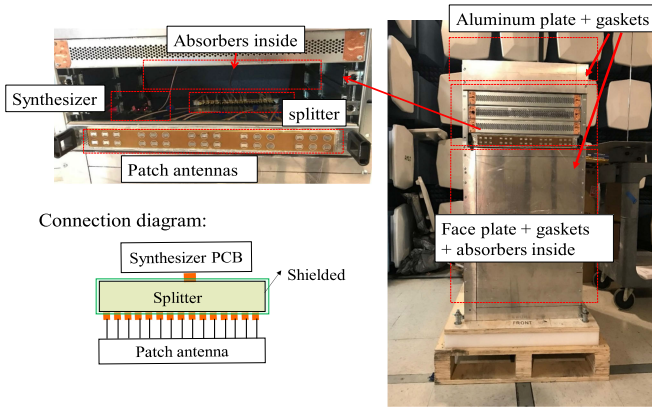 Absorbers inside
Aluminum plate + gaskets
Synthesizer
splitter
Patch antennas
Connection diagram:
Synthesizer PCB
Shielded
Splitter
Patch antenna
Face plate + gaskets
+ absorbers inside
FRONT